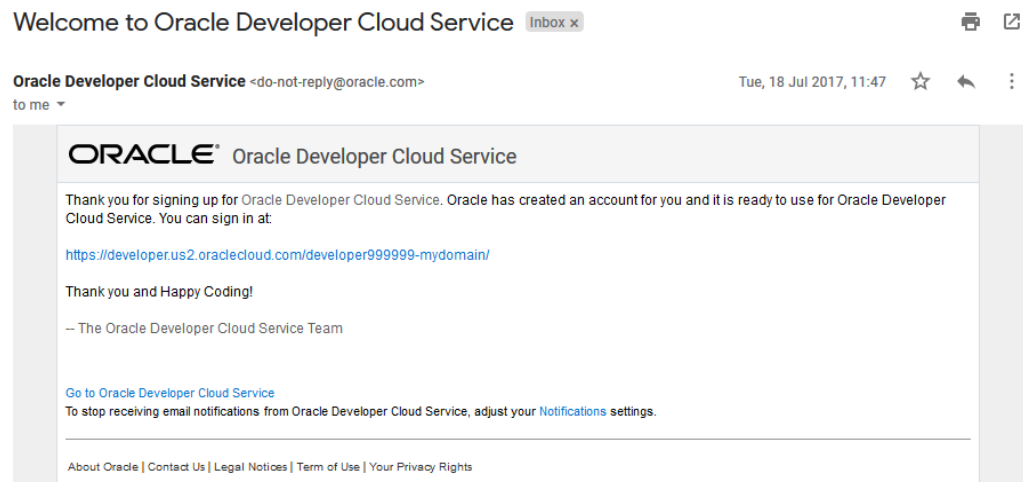 Welcome to Oracle Developer Cloud Service Inbox x
Oracle Developer Cloud Service <do-not-reply@oracle.com> Tue, 18 Jul 2017, 11:47
to me
ORACLE® Oracle Developer Cloud Service
Thank you for signing up for Oracle Developer Cloud Service. Oracle has created an account for you and it is ready to use for Oracle Developer
Cloud Service. You can sign in at:
https://developer.us2.oraclecloud.com/developer999999-mydomain/
Thank you and Happy Coding!
-- The Oracle Developer Cloud Service Team
Go to Oracle Developer Cloud Service
To stop receiving email notifications from Oracle Developer Cloud Service, adjust your Notifications settings.
About Oracle | Contact Us | Legal Notices | Term of Use | Your Privacy Rights